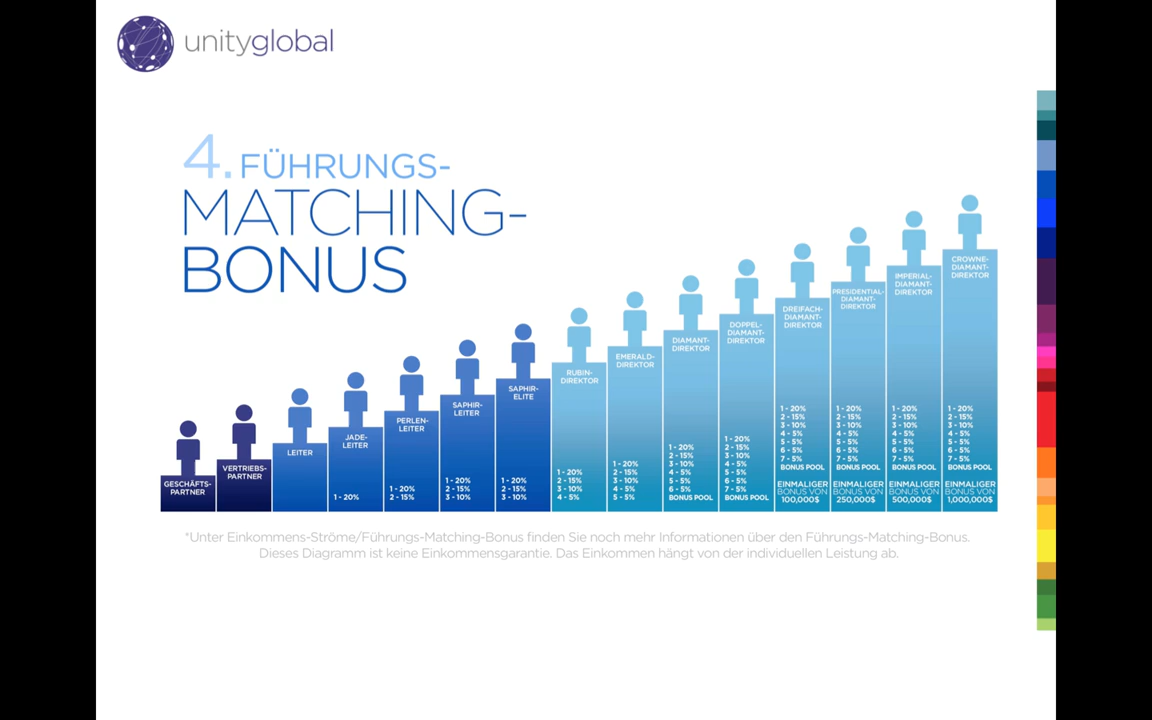 unityglobal
4. FÜHRUNGS-
MATCHING-
BONUS
GESCHÄFTS-
PARTNER
VERTRIEBS-
PARTNER
LEITER
JADE-
LEITER
1 - 20%
PERLEN-
LEITER
1 - 20%
2 - 15%
SAPHIR-
LEITER
1 - 20%
2 - 15%
3 - 10%
SAPHIR-
ELITE
1 - 20%
2 - 15%
3 - 10%
RUBIN-
DIREKTOR
1 - 20%
2 - 15%
3 - 10%
4 - 5%
EMERALD-
DIREKTOR
1 - 20%
2 - 15%
3 - 10%
4 - 5%
5 - 5%
DIAMANT-
DIREKTOR
1 - 20%
2 - 15%
3 - 10%
4 - 5%
5 - 5%
6 - 5%
BONUS POOL
DOPPEL-
DIAMANT-
DIREKTOR
1 - 20%
2 - 15%
3 - 10%
4 - 5%
5 - 5%
6 - 5%
7 - 5%
BONUS POOL
DREIFACH-
DIAMANT-
DIREKTOR
1 - 20%
2 - 15%
3 - 10%
4 - 5%
5 - 5%
6 - 5%
7 - 5%
BONUS POOL
EINMALIGER
BONUS VON
100,000$
PRESIDENTIAL-
DIAMANT-
DIREKTOR
1 - 20%
2 - 15%
3 - 10%
4 - 5%
5 - 5%
6 - 5%
7 - 5%
BONUS POOL
EINMALIGER
BONUS VON
250,000$
IMPERIAL-
DIAMANT-
DIREKTOR
1 - 20%
2 - 15%
3 - 10%
4 - 5%
5 - 5%
6 - 5%
7 - 5%
BONUS POOL
EINMALIGER
BONUS VON
500,000$
CROWNE-
DIAMANT-
DIREKTOR
1 - 20%
2 - 15%
3 - 10%
4 - 5%
5 - 5%
6 - 5%
7 - 5%
BONUS POOL
EINMALIGER
BONUS VON
1,000,000$
*Unter Einkommens-Ströme/Führungs-Matching-Bonus finden Sie noch mehr Informationen über den Führungs-Matching-Bonus.
Dieses Diagramm ist keine Einkommensgarantie. Das Einkommen hängt von der individuellen Leistung ab.